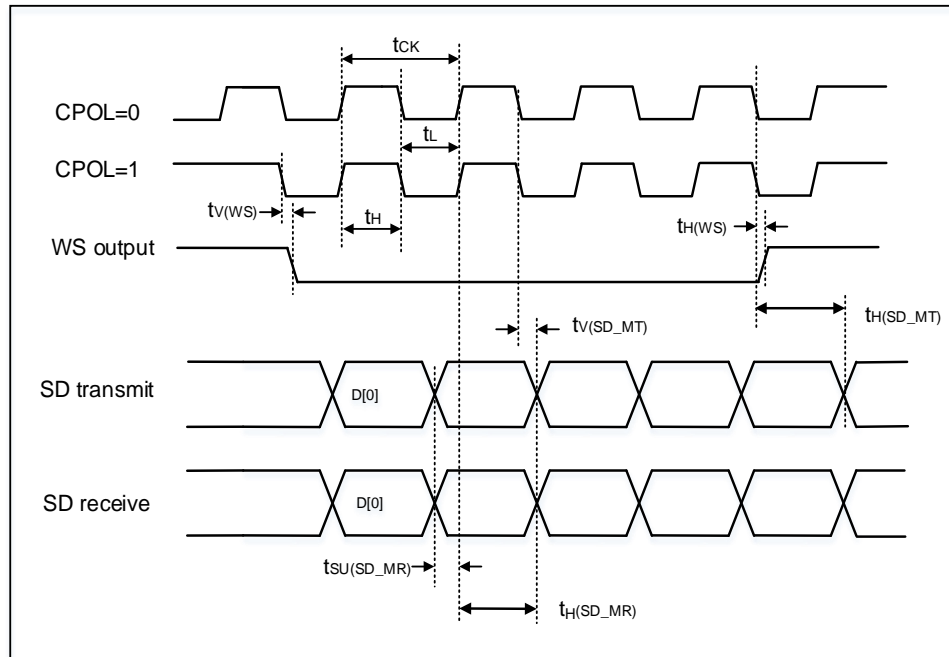 tCK
CPOL=0
tL
CPOL=1
tV(WS)
tH
tH(WS)
WS output
tV(SD_MT)
tH(SD_MT)
SD transmit
D[0]
SD receive
D[0]
tSU(SD_MR)
tH(SD_MR)